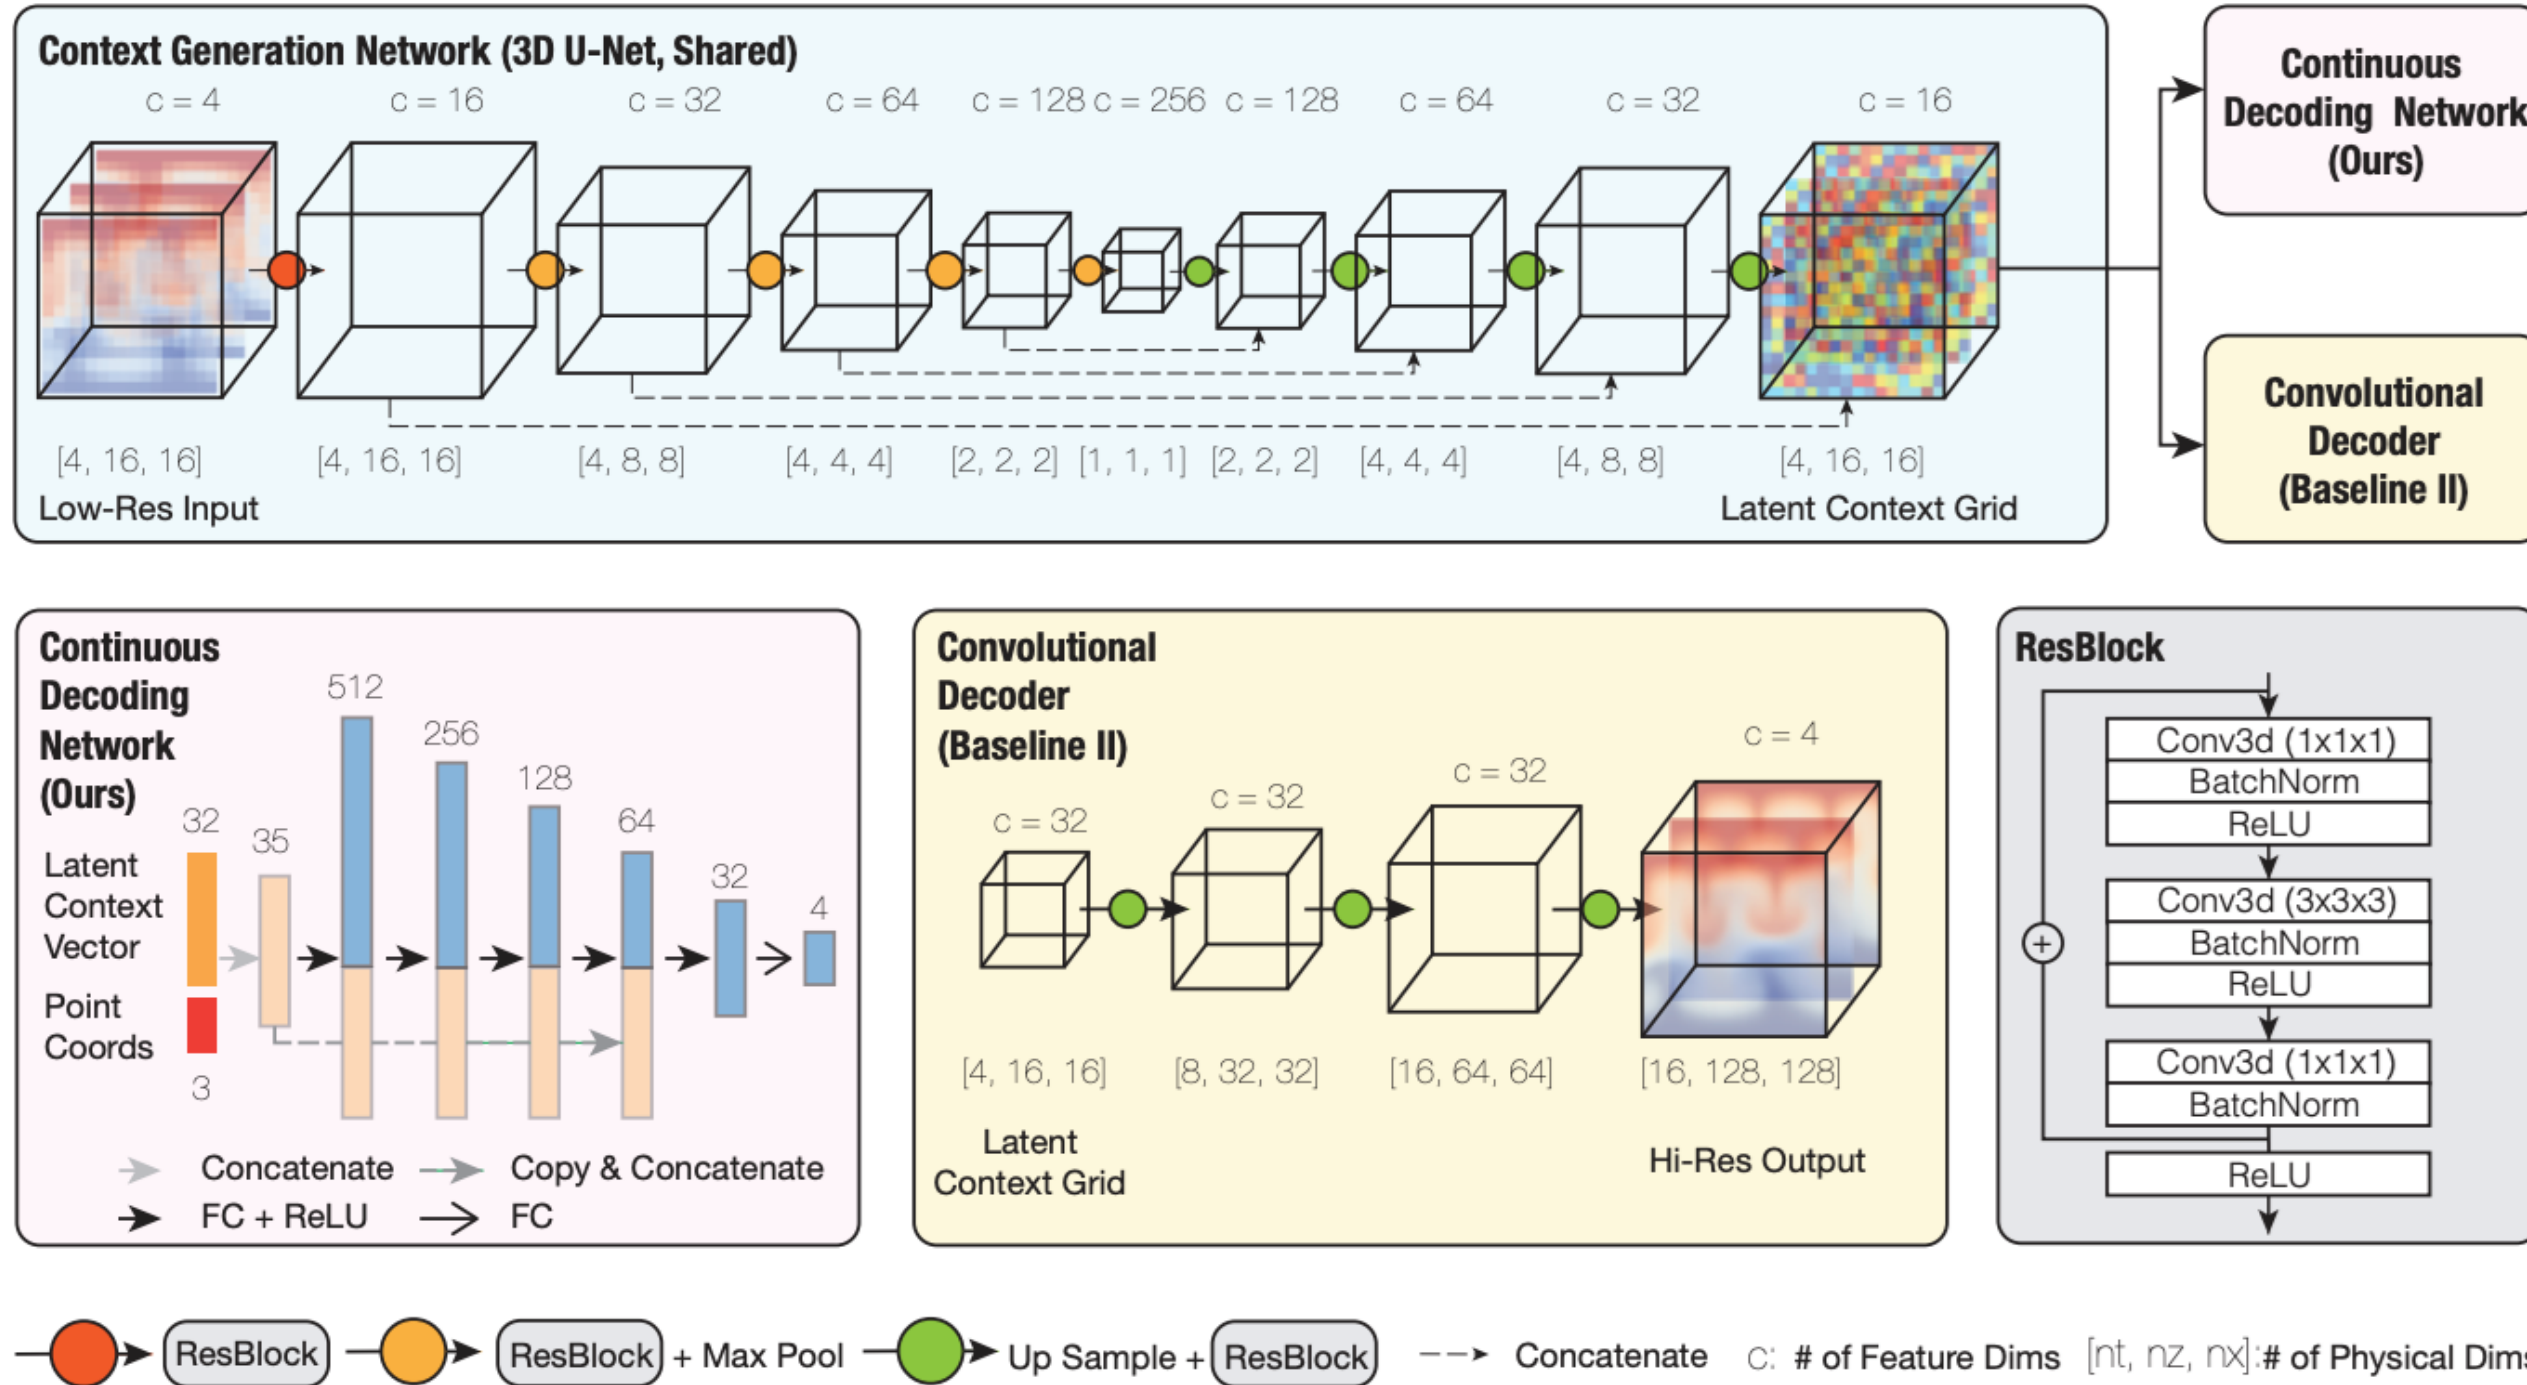 Context Generation Network (3D U-Net, Shared)
c = 4
c = 16
c = 32
c = 64
c = 128
c = 256
c = 128
c = 64
c = 32
c = 16
[4, 16, 16]
[4, 16, 16]
[4, 8, 8]
[4, 4, 4]
[2, 2, 2]
[1, 1, 1]
[2, 2, 2]
[4, 4, 4]
[4, 8, 8]
[4, 16, 16]
Low-Res Input
Latent Context Grid
Continuous
Decoding Network
(Ours)
Convolutional
Decoder
(Baseline II)
Continuous
Decoding
Network
(Ours)
512
256
128
64
32
4
32
35
Latent
Context
Vector
Point
Coords
3
Concatenate
Copy & Concatenate
FC + ReLU
FC
Convolutional
Decoder
(Baseline II)
c = 32
c = 32
c = 32
c = 4
[4, 16, 16]
[8, 32, 32]
[16, 64, 64]
[16, 128, 128]
Latent
Context Grid
Hi-Res Output
ResBlock
Conv3d (1x1x1)
BatchNorm
ReLU
Conv3d (3x3x3)
BatchNorm
ReLU
+
Conv3d (1x1x1)
BatchNorm
ReLU
ResBlock
ResBlock + Max Pool
Up Sample + ResBlock
Concatenate
c: # of Feature Dims
[nt, nz, nx]:# of Physical Dims